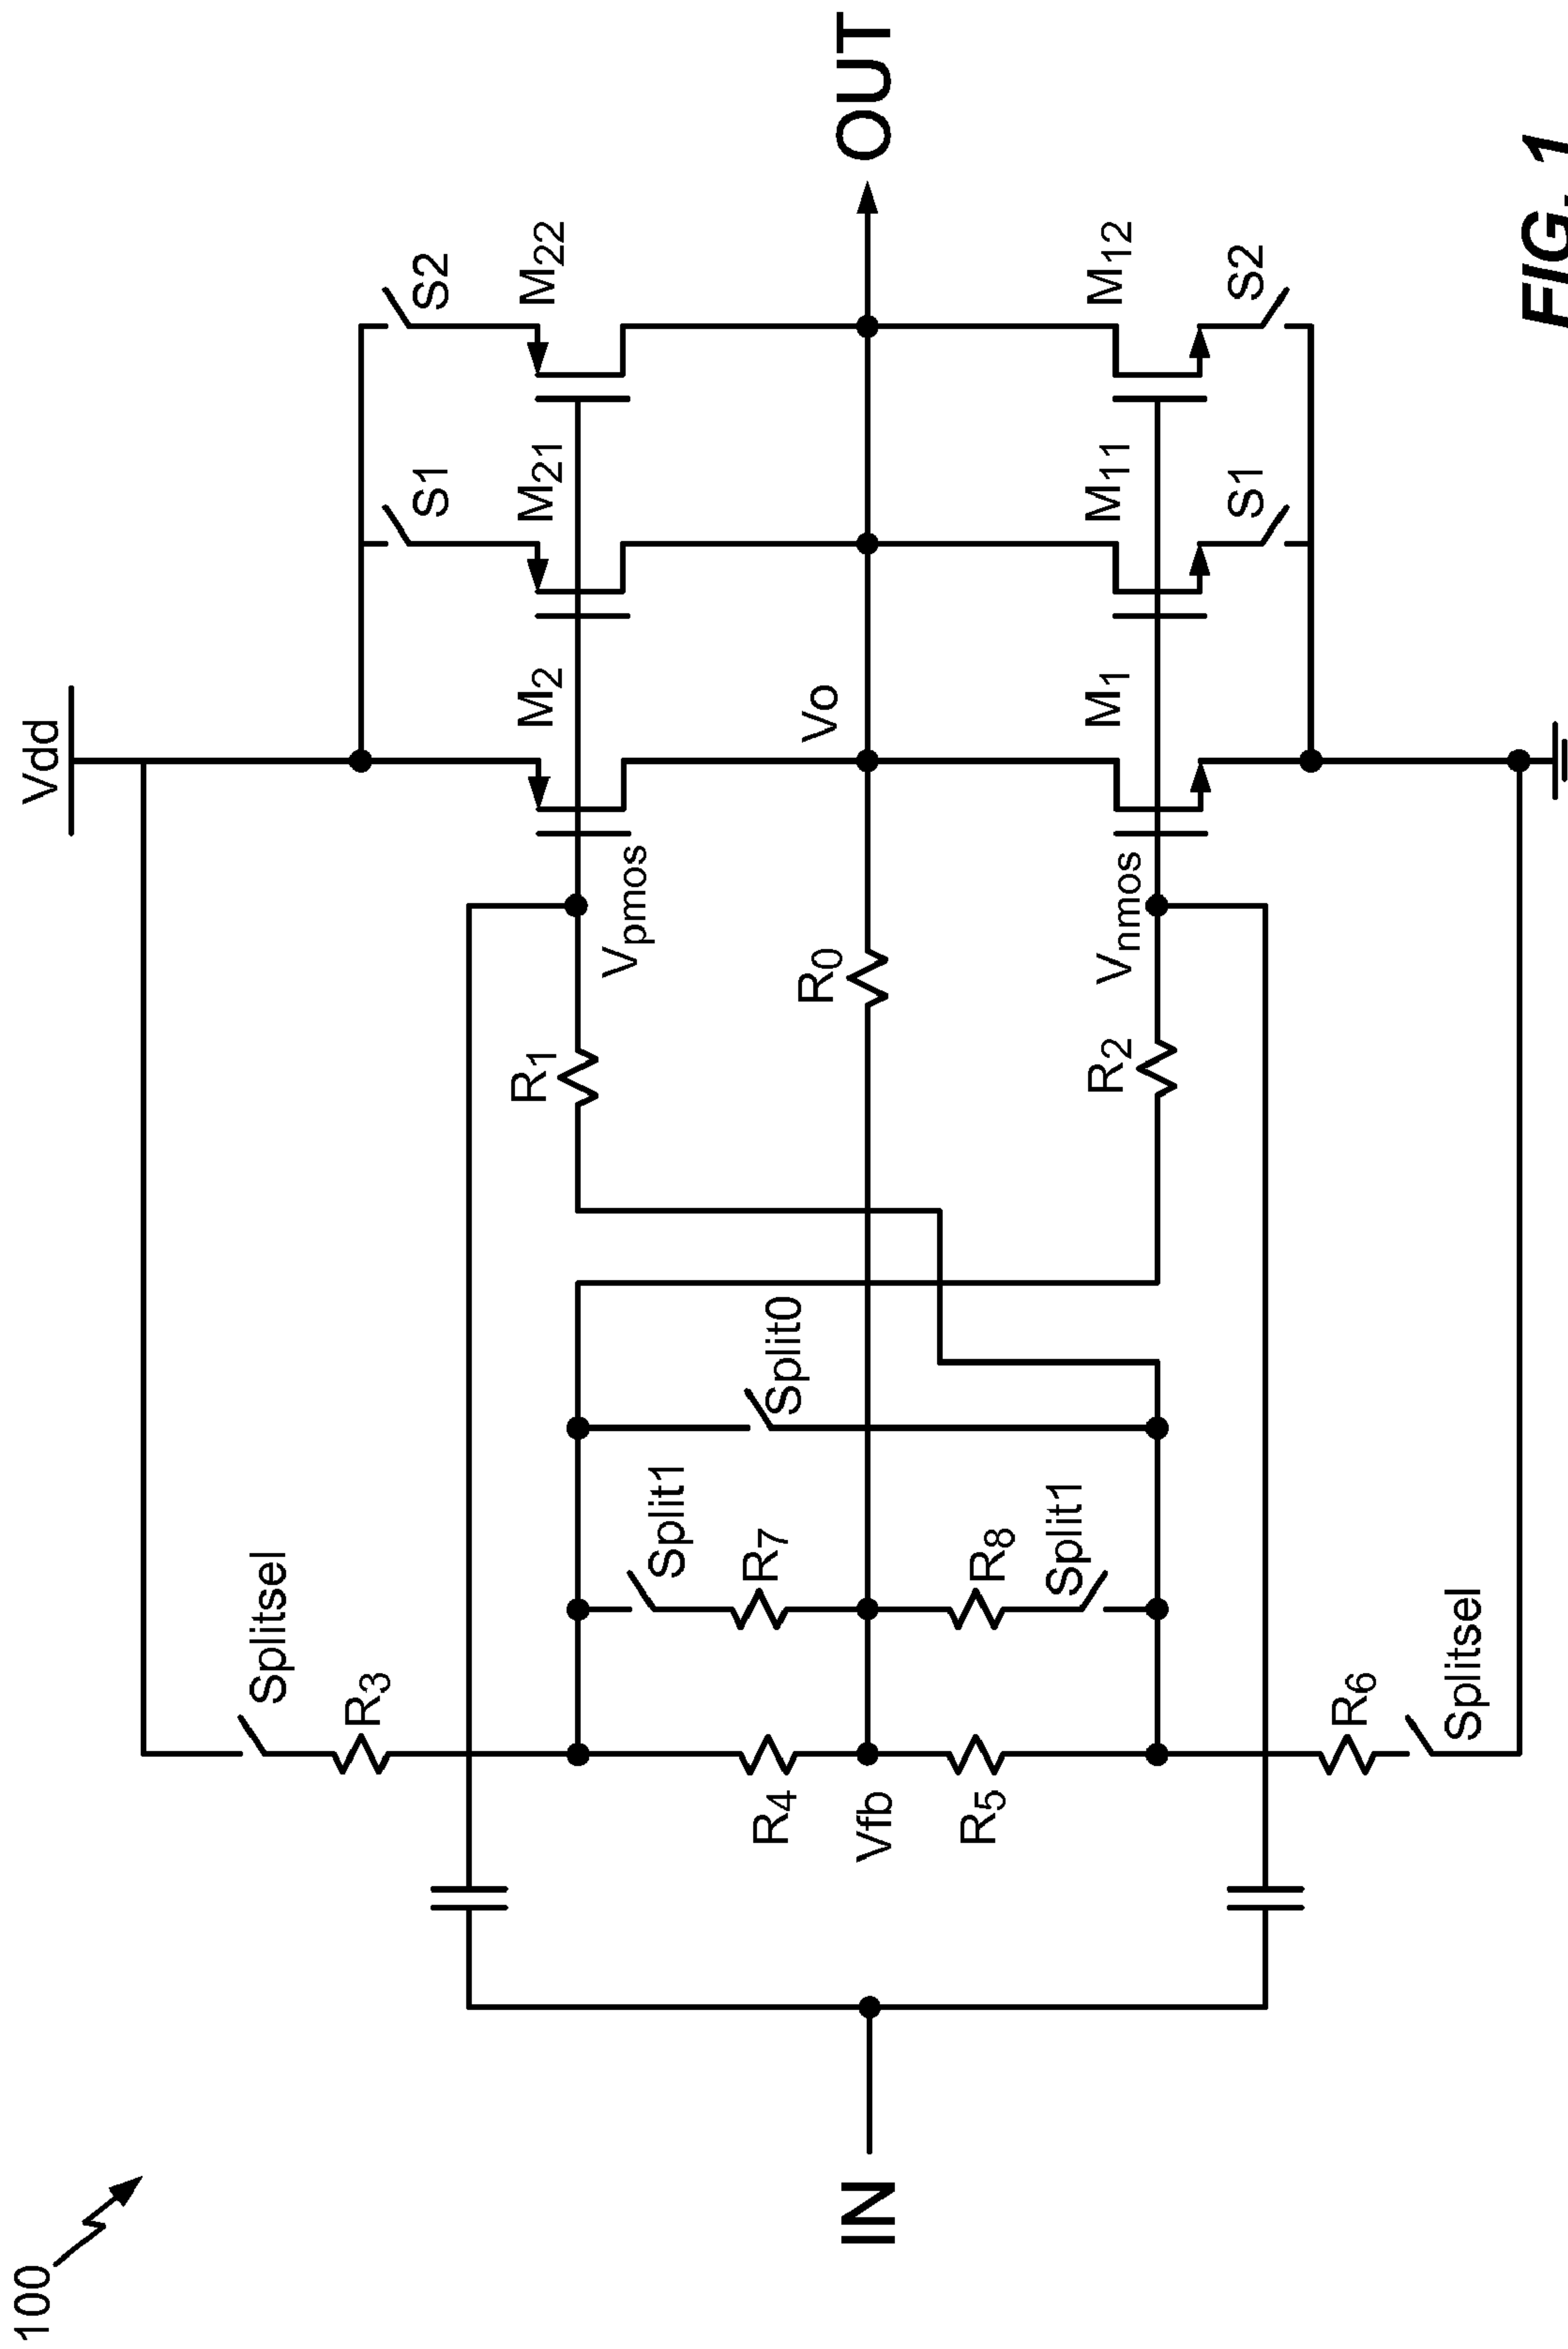 100
Vdd
Splitsel
S1
S2
R3
M2
M21
M22
R1
Split1
Vpmos
R7
Split0
R4
Vo
R0
IN
Vfb
OUT
R8
R5
Split1
R2
Vnmos
M1
M11
M12
R6
S1
S2
Splitsel
FIG. 1